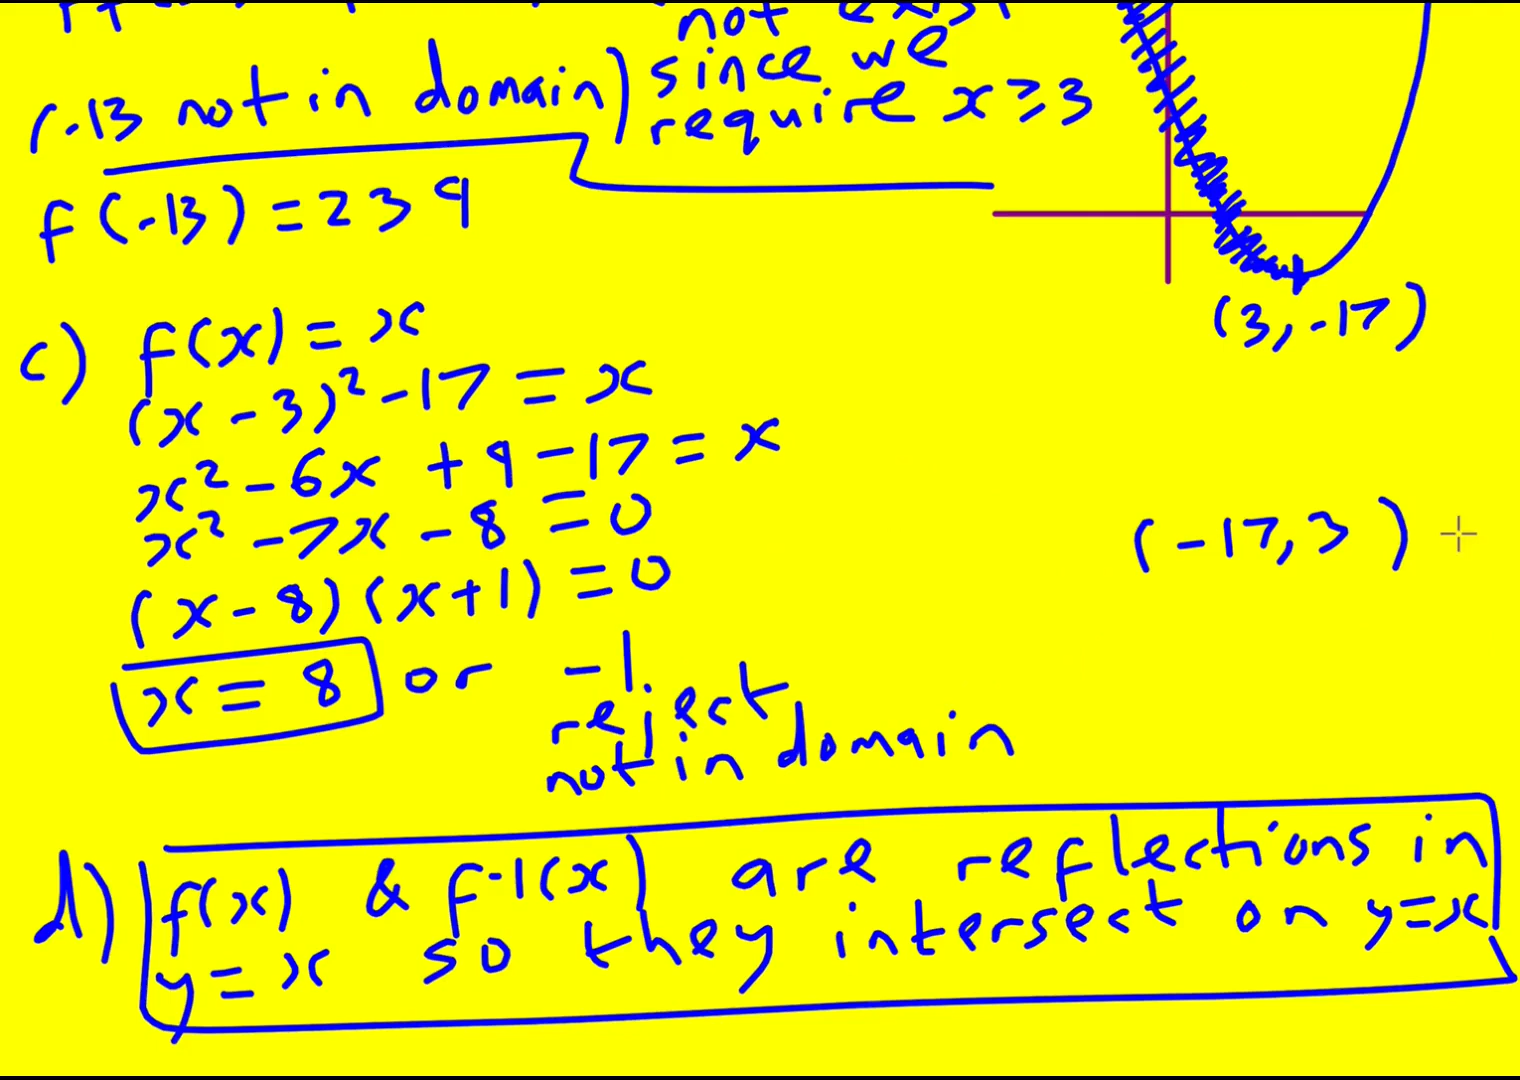 not exist
(-13 not in domain) since we
require x ≥ 3
f(-13) = 239
(3, -17)
c) f(x) = x
(x - 3)² - 17 = x
x² - 6x + 9 - 17 = x
x² - 7x - 8 = 0
(-17, 3)
(x - 8)(x + 1) = 0
x = 8 or -1
reject
not in domain
d) f(x) & f-1(x) are reflections in
y = x so they intersect on y = x